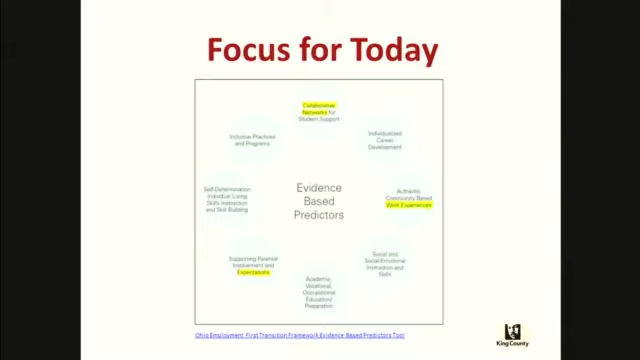 Focus for Today
Collaborative
Networks for
Student Support
Individualized
Career
Development
Authentic
Community Based
Work Experiences
Social and
Social-Emotional
Instruction and
Skills
Academic,
Vocational,
Occupational
Education/
Preparation
Supporting Parental
Involvement and
Expectations
Self-Determination
Individual Living
Skills Instruction
and Skill Building
Inclusive Practices
and Programs
Evidence
Based
Predictors
Ohio Employment First Transition Framework Evidence Based Predictors Tool
King County